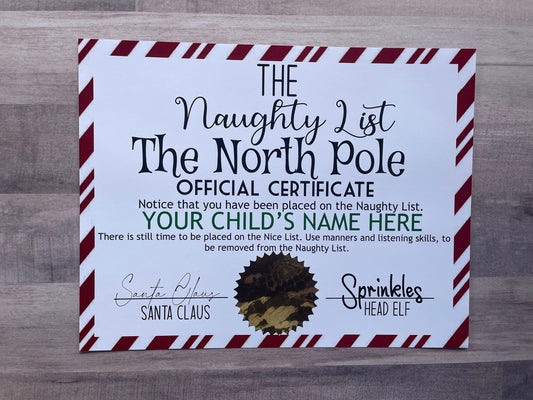 THE
Naughty List
The North Pole
OFFICIAL CERTIFICATE
Notice that you have been placed on the Naughty List.
YOUR CHILD'S NAME HERE
There is still time to be placed on the Nice List. Use manners and listening skills, to
be removed from the Naughty List.
Santa Claus Sprinkles
SANTA CLAUS HEAD ELF